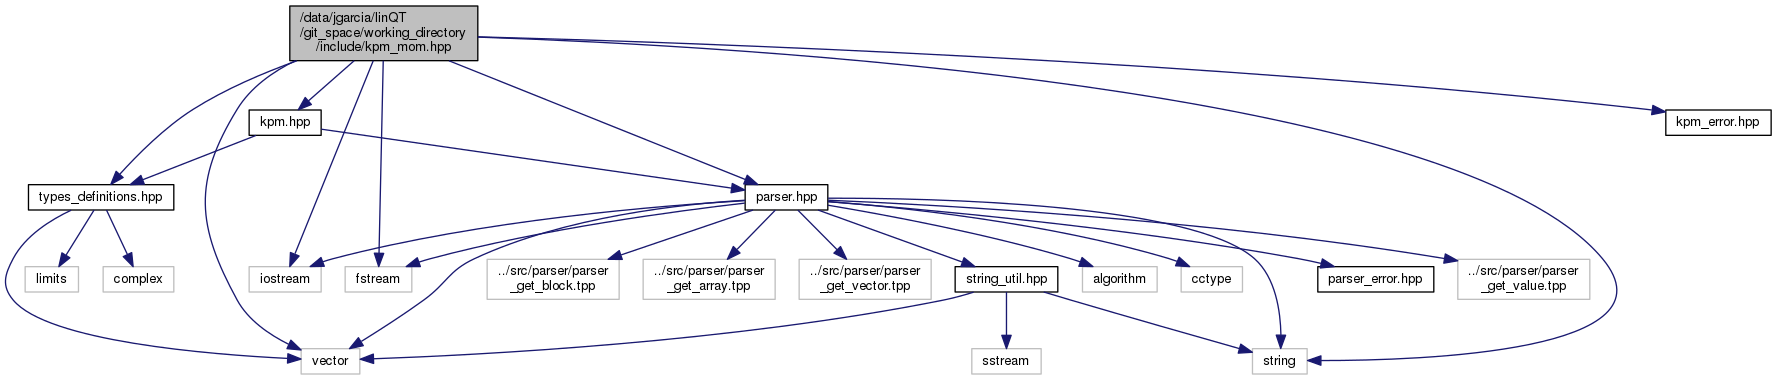 /data/jgarcia/linQT
/git_space/working_directory
/include/kpm_mom.hpp
kpm.hpp
kpm_error.hpp
types_definitions.hpp
parser.hpp
limits
complex
iostream
fstream
../src/parser/parser
_get_block.tpp
../src/parser/parser
_get_array.tpp
../src/parser/parser
_get_vector.tpp
string_util.hpp
algorithm
cctype
parser_error.hpp
../src/parser/parser
_get_value.tpp
vector
sstream
string